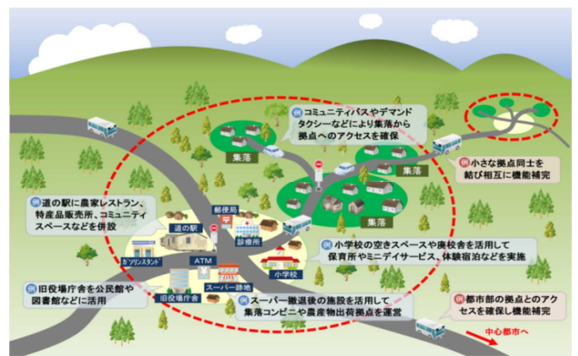 例 コミュニティバスやデマンド
タクシーなどにより集落から
拠点へのアクセスを確保
集落
集落
集落
例 小さな拠点同士を
結び相互に機能補完
例 道の駅に農家レストラン、
特産品販売所、コミュニティ
スペースなどを併設
郵便局
道の駅
診療所
ガソリンスタンド
ATM
小学校
例 小学校の空きスペースや廃校舎を活用して
保育所やミニデイサービス、体験宿泊などを実施
例 旧役場庁舎を公民館や
図書館などに活用
旧役場庁舎
スーパー跡地
例 スーパー撤退後の施設を活用して
集落コンビニや農産物出荷拠点を運営
例 都市部の拠点とのアク
セスを確保し機能補完
中心都市へ